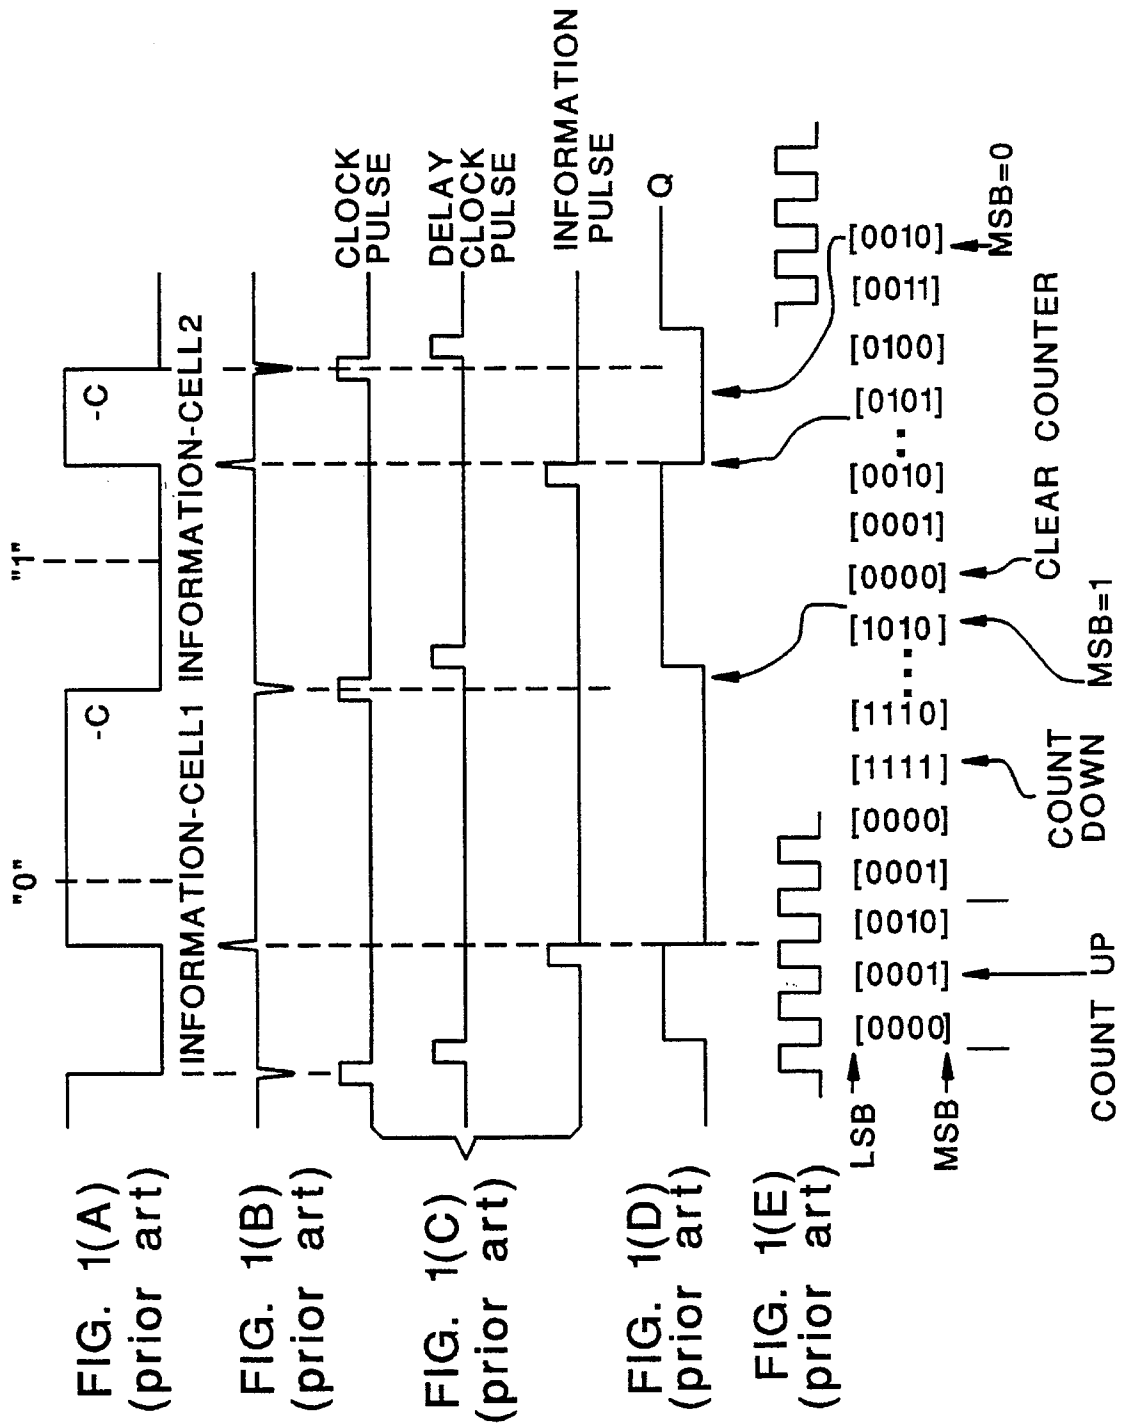 "0"
"1"
FIG. 1(A)
(prior art)
-C
-C
INFORMATION-CELL1 INFORMATION-CELL2
FIG. 1(B)
(prior art)
CLOCK
PULSE
FIG. 1(C)
(prior art)
DELAY
CLOCK
PULSE
INFORMATION
PULSE
FIG. 1(D)
(prior art)
Q
FIG. 1(E)
(prior art)
LSB
MSB
[0000]
[0001]
[0010]
[0001]
[0000]
[1111]
[1110]
[1010]
[0000]
[0001]
[0010]
[0101]
[0100]
[0011]
[0010]
COUNT UP
COUNT
DOWN
MSB=1
CLEAR COUNTER
MSB=0